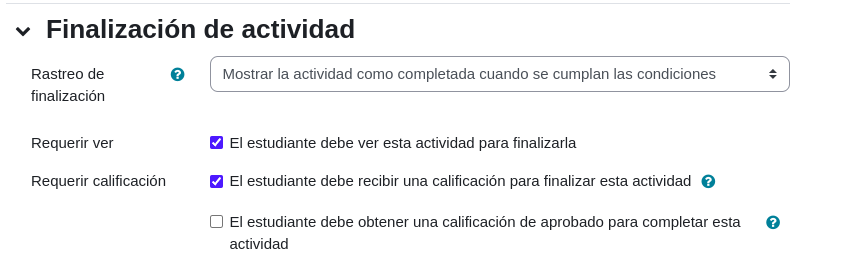 Finalización de actividad
Rastreo de
finalización
Mostrar la actividad como completada cuando se cumplan las condiciones
Requerir ver
El estudiante debe ver esta actividad para finalizarla
Requerir calificación
El estudiante debe recibir una calificación para finalizar esta actividad
El estudiante debe obtener una calificación de aprobado para completar esta
actividad